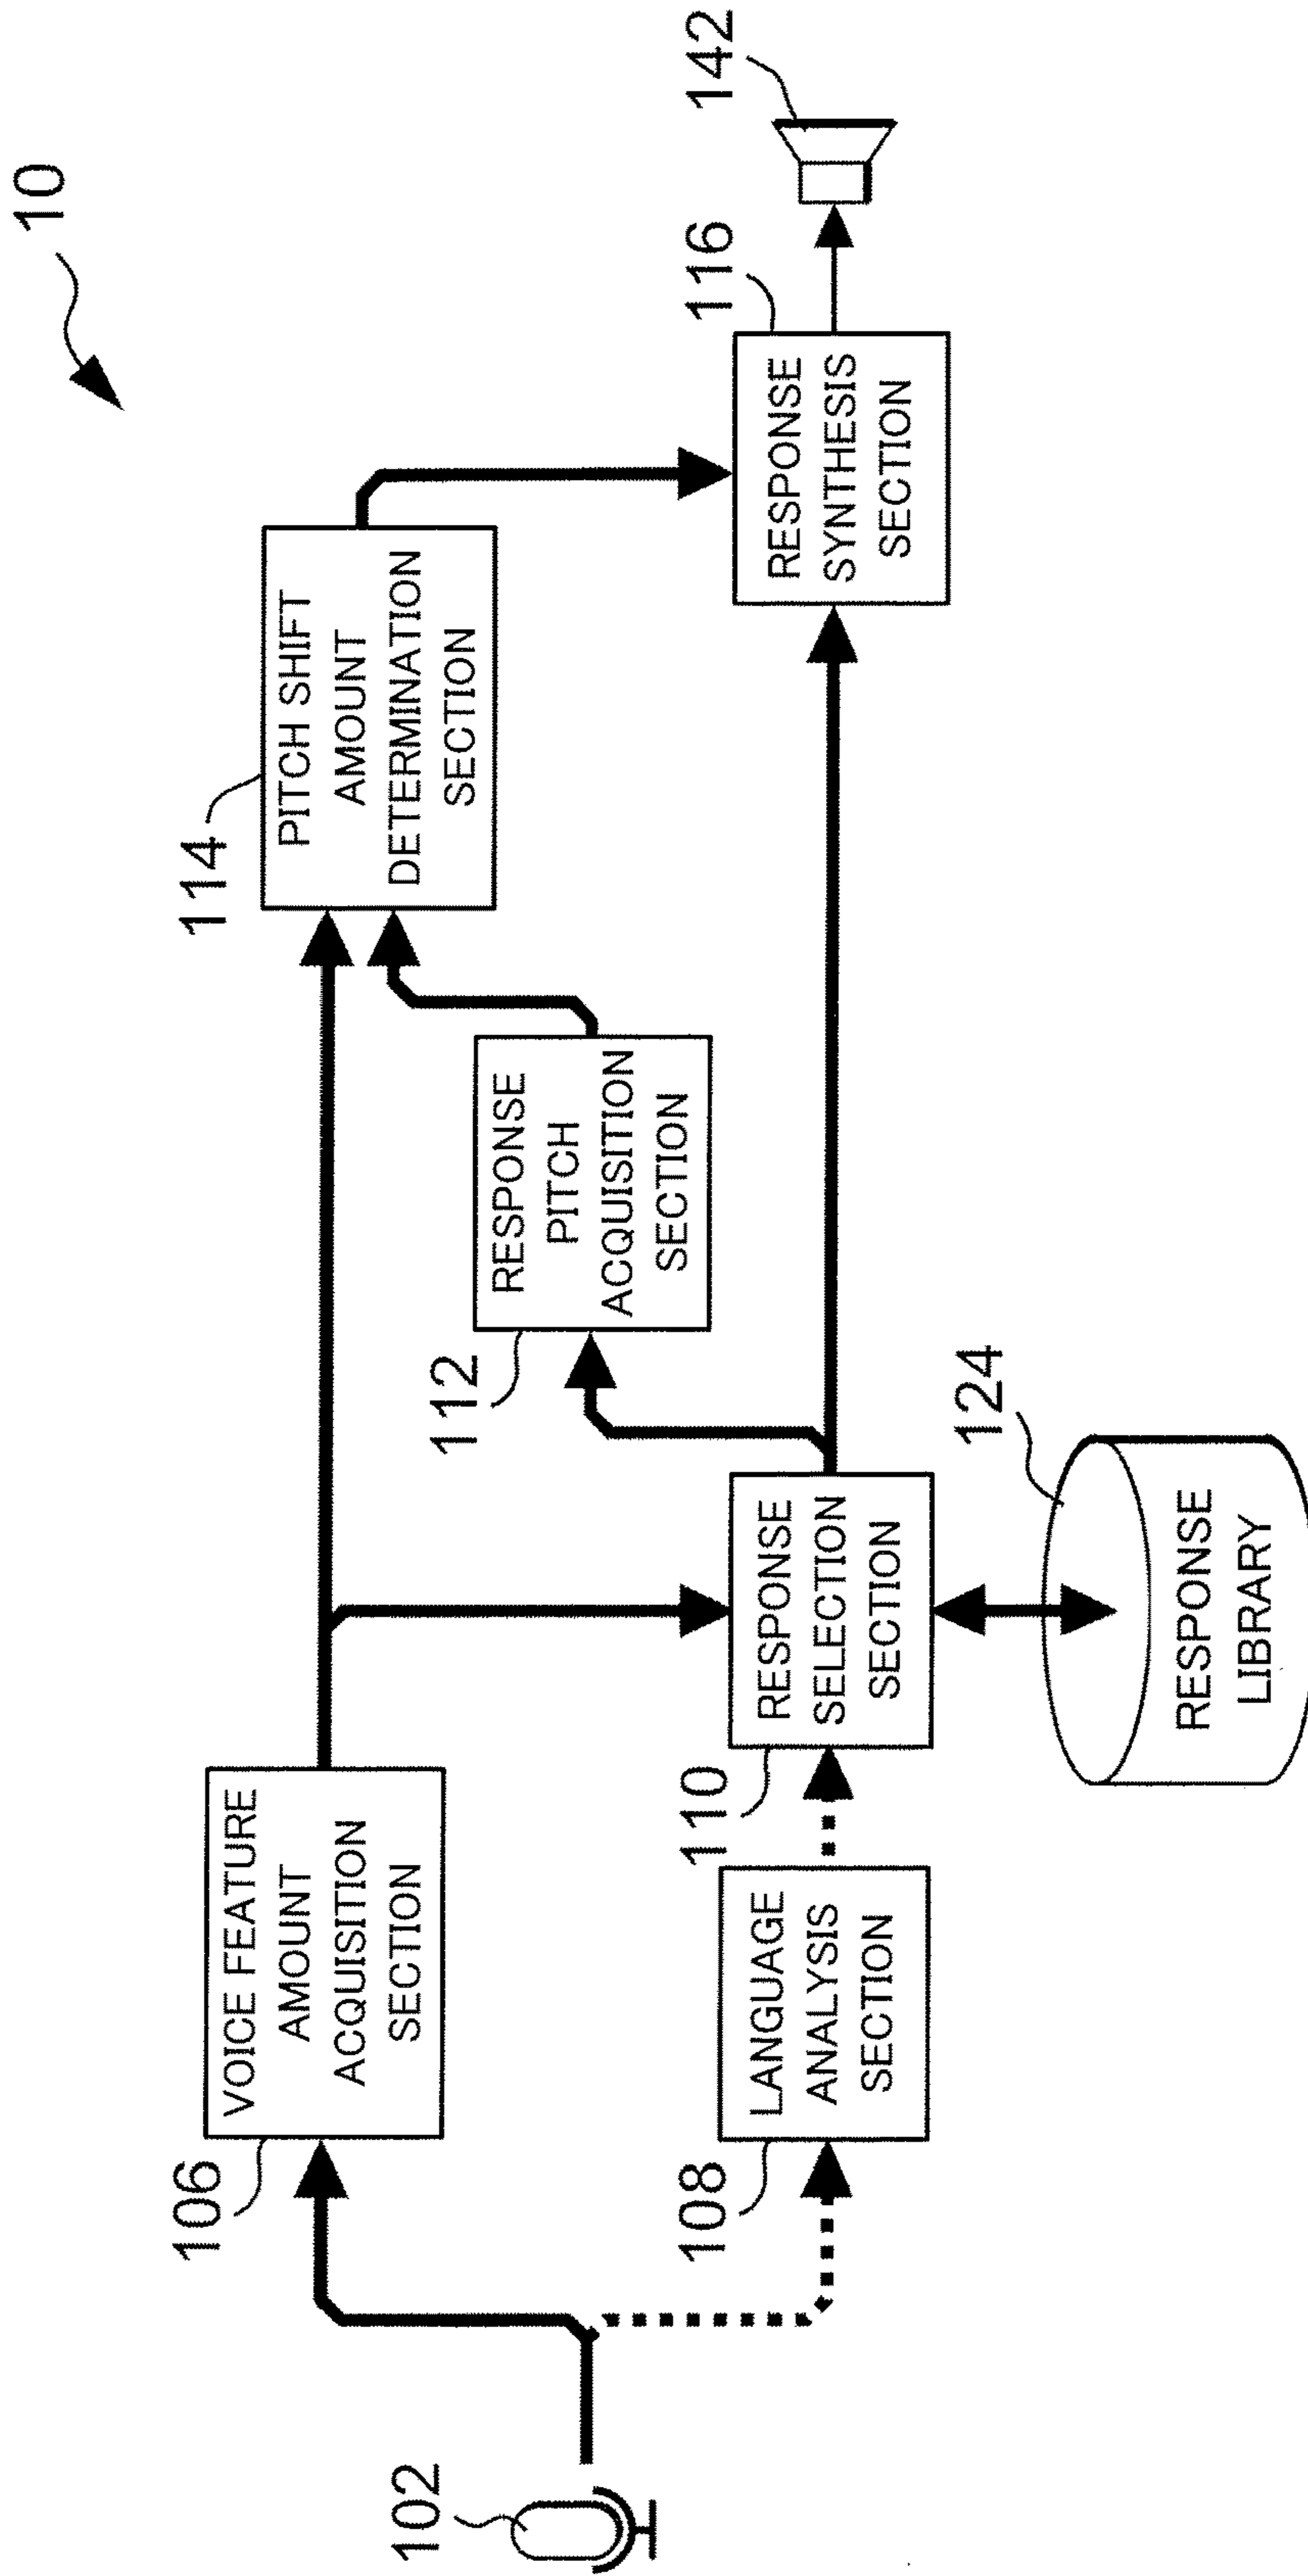 10
102
106
VOICE FEATURE
AMOUNT
ACQUISITION
SECTION
114
PITCH SHIFT
AMOUNT
DETERMINATION
SECTION
112
RESPONSE
PITCH
ACQUISITION
SECTION
108
LANGUAGE
ANALYSIS
SECTION
110
RESPONSE
SELECTION
SECTION
116
RESPONSE
SYNTHESIS
SECTION
142
124
RESPONSE
LIBRARY